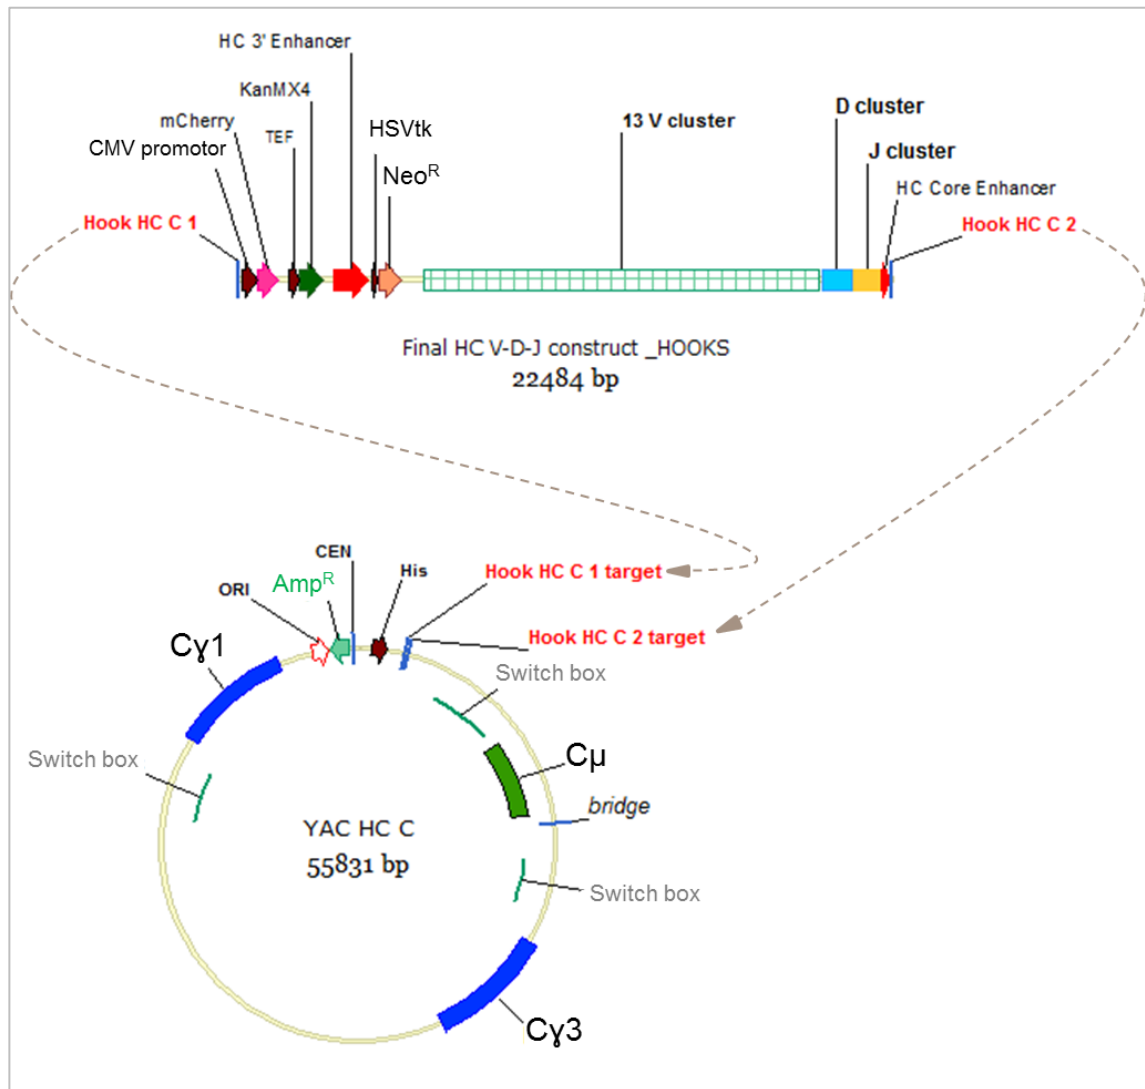 HC 3' Enhancer
KanMX4
mCherry
TEF
HSVtk
13 V cluster
D cluster
CMV promotor
Neo^R
J cluster
HC Core Enhancer
Hook HC C 1
Hook HC C 2
Final HC V-D-J construct _HOOKS
22484 bp
CEN
ORI
Amp^R
His
Hook HC C 1 target
Hook HC C 2 target
Cɣ1
Switch box
Switch box
Cµ
bridge
YAC HC C
55831 bp
Switch box
Cɣ3